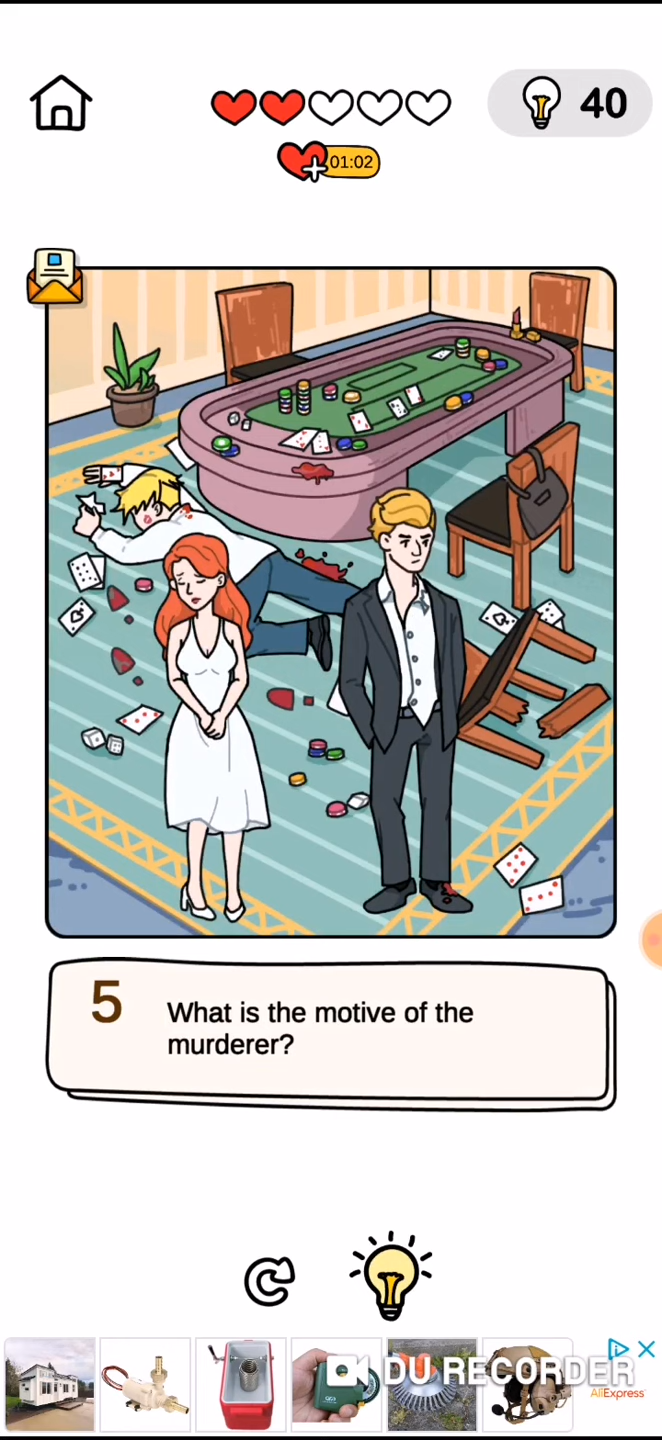 40
01:02
5
What is the motive of the
murderer?
DU RECORDER
AliExpress